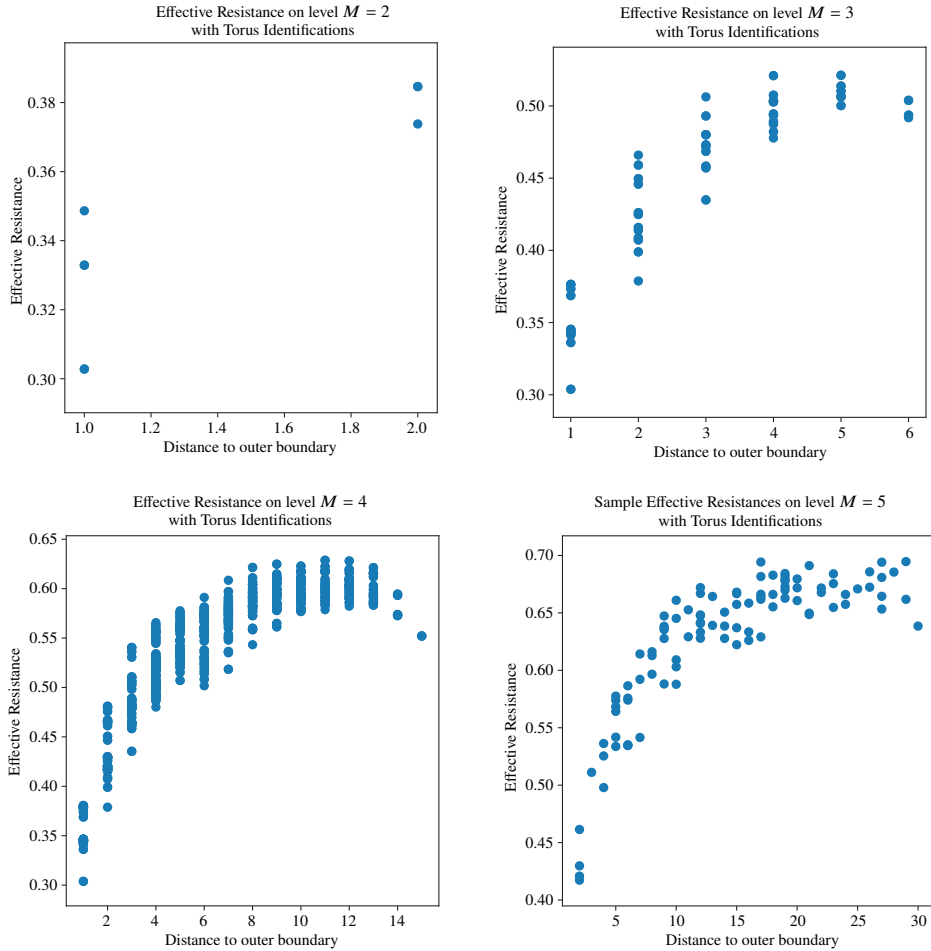 Effective Resistance on level M = 2
with Torus Identifications
0.38
0.36
0.34
0.32
0.30
Effective Resistance
1.0 1.2 1.4 1.6 1.8 2.0
Distance to outer boundary
Effective Resistance on level M = 3
with Torus Identifications
0.50
0.45
0.40
0.35
0.30
Effective Resistance
1 2 3 4 5 6
Distance to outer boundary
Effective Resistance on level M = 4
with Torus Identifications
0.65
0.60
0.55
0.50
0.45
0.40
0.35
0.30
Effective Resistance
2 4 6 8 10 12 14
Distance to outer boundary
Sample Effective Resistances on level M = 5
with Torus Identifications
0.70
0.65
0.60
0.55
0.50
0.45
0.40
Effective Resistance
5 10 15 20 25 30
Distance to outer boundary